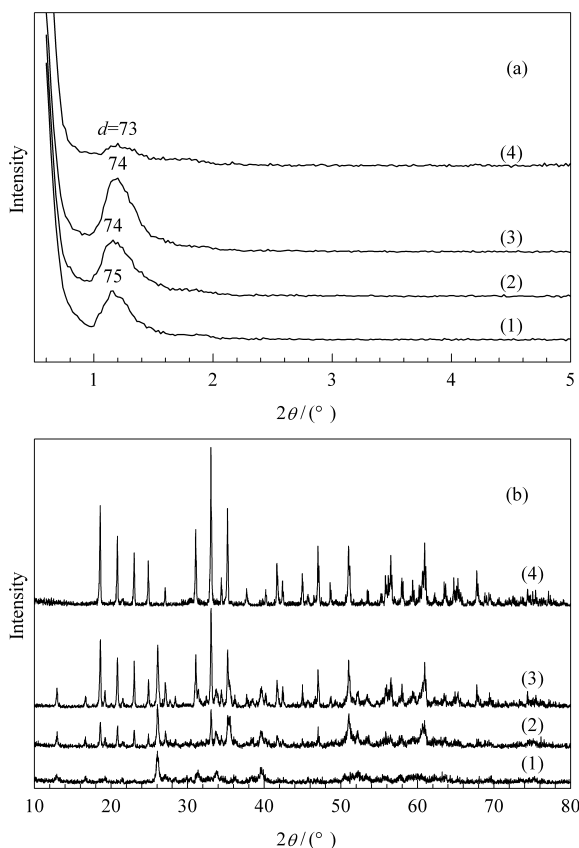 (a)
d=73
74
74
75
(4)
(3)
(2)
(1)
Intensity
1 2 3 4 5
2θ/(°)
(b)
(4)
(3)
(2)
(1)
Intensity
10 20 30 40 50 60 70 80
2θ/(°)